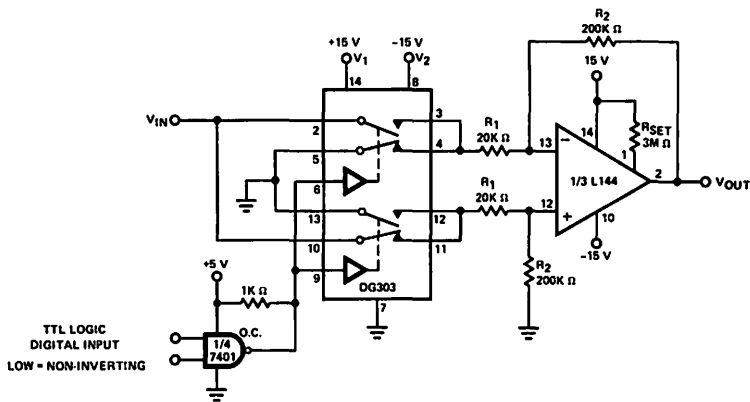 R2
200K Ω
+15 V
V1
-15 V
V2
15 V
14
8
VIN
2
3
R1
20K Ω
13
−
14
RSET
3M Ω
1
5
4
1/3 L144
2
VOUT
6
R1
20K Ω
13
12
12
+
10
10
11
-15 V
9
R2
200K Ω
DG303
7
+5 V
1K Ω
O.C.
1/4
7401
TTL LOGIC
DIGITAL INPUT
LOW = NON-INVERTING